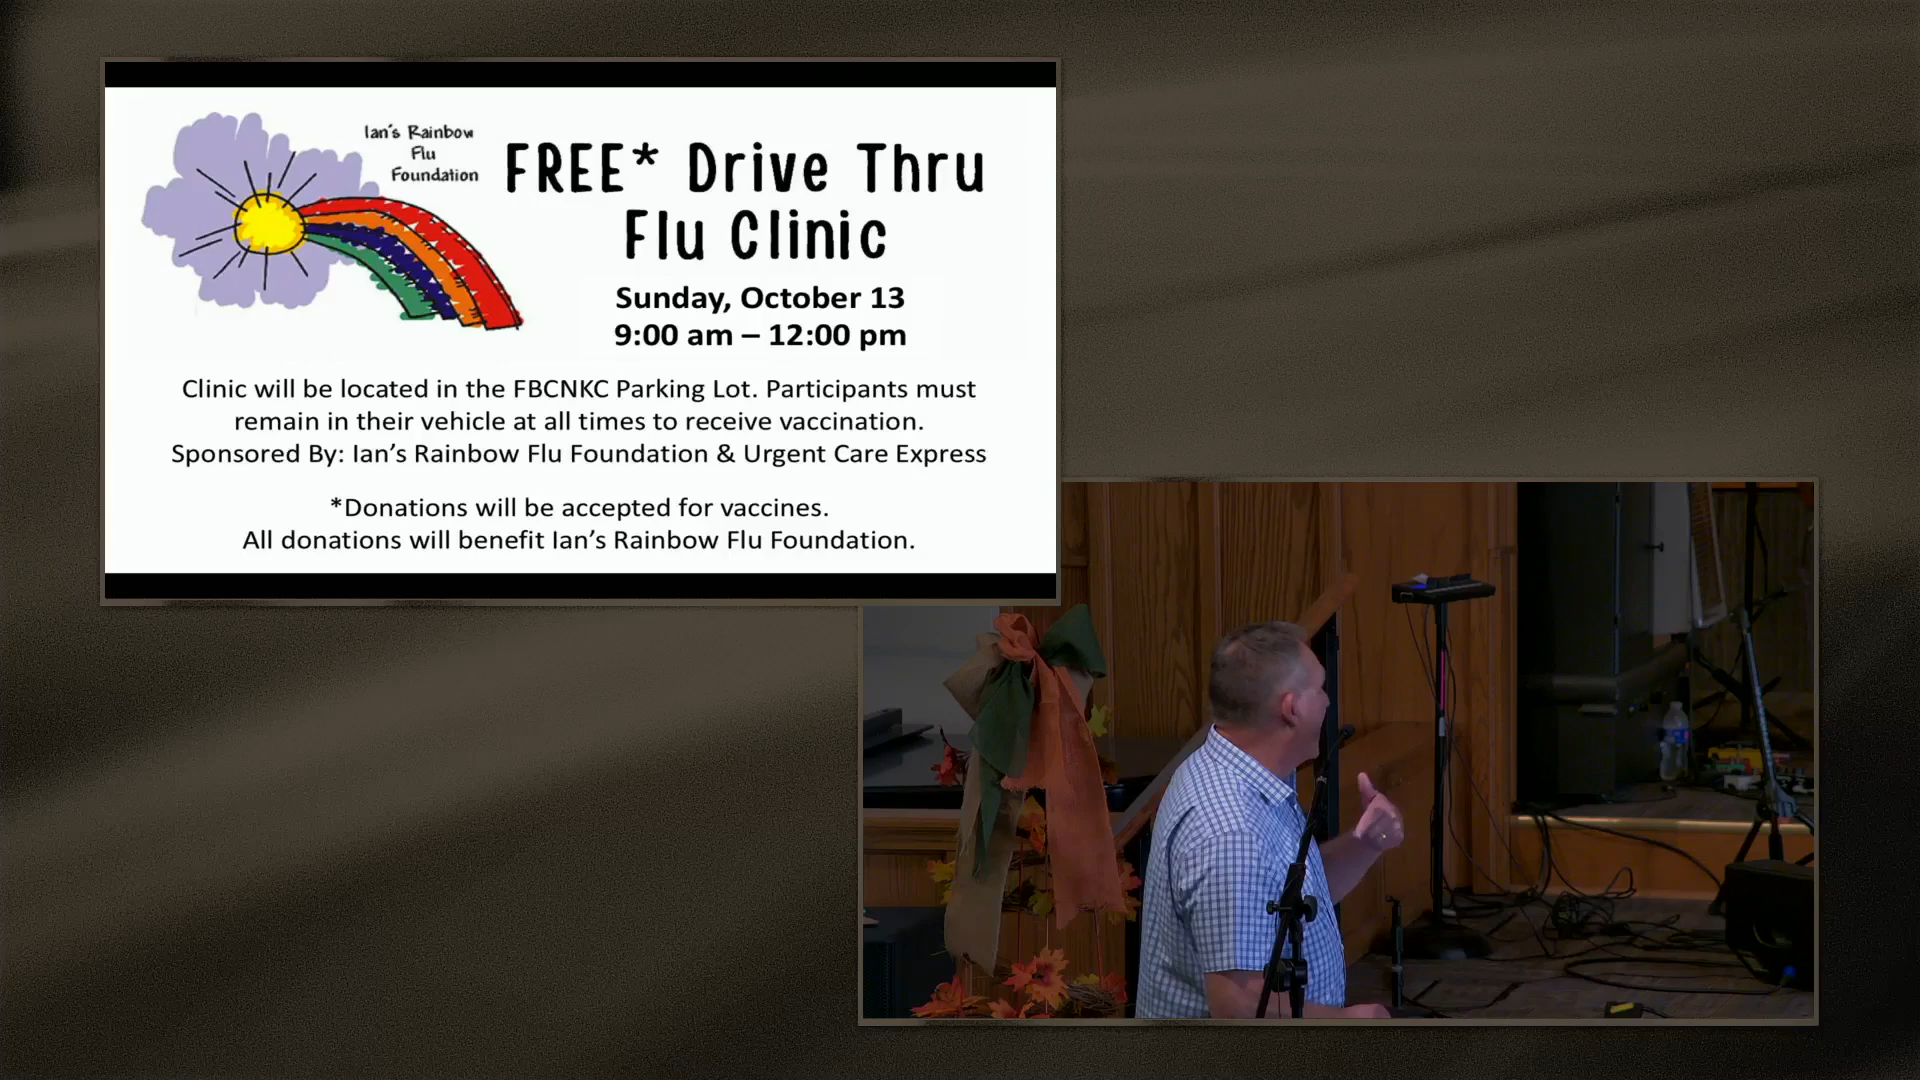 Ian's Rainbow
Flu
Foundation
FREE* Drive Thru
Flu Clinic
Sunday, October 13
9:00 am – 12:00 pm
Clinic will be located in the FBCNKC Parking Lot. Participants must
remain in their vehicle at all times to receive vaccination.
Sponsored By: Ian’s Rainbow Flu Foundation & Urgent Care Express
*Donations will be accepted for vaccines.
All donations will benefit Ian’s Rainbow Flu Foundation.